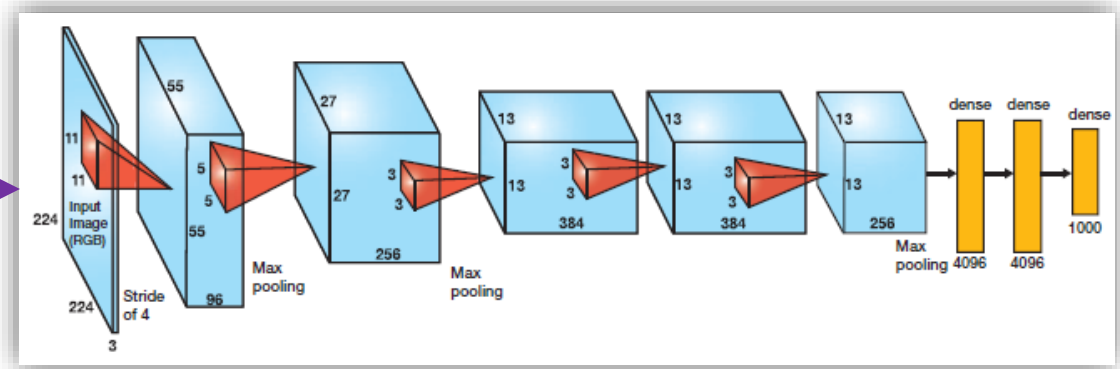 11
11
Input
Image
(RGB)
224
224
3
Stride
of 4
55
5
5
55
96
Max
pooling
27
27
3
3
256
Max
pooling
13
13
3
3
384
13
13
3
3
384
13
13
256
Max
pooling
dense
4096
dense
4096
dense
1000